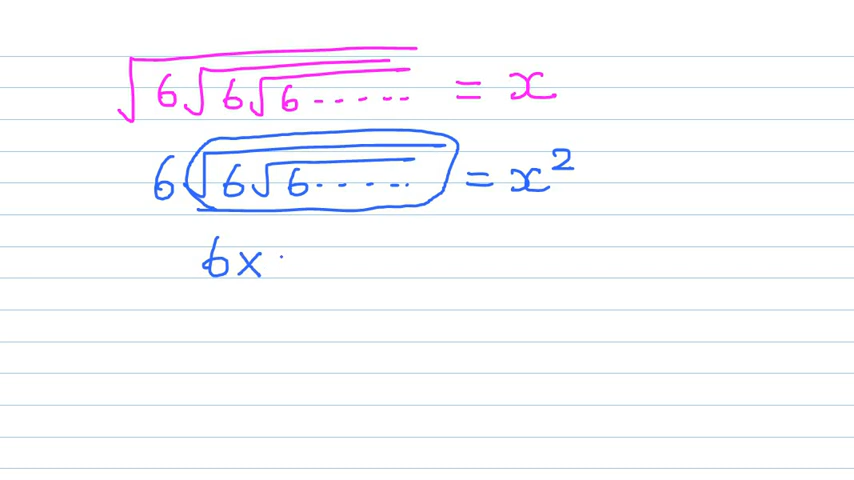 √6√6√6----- = x
6√6√6----- = x²
6x